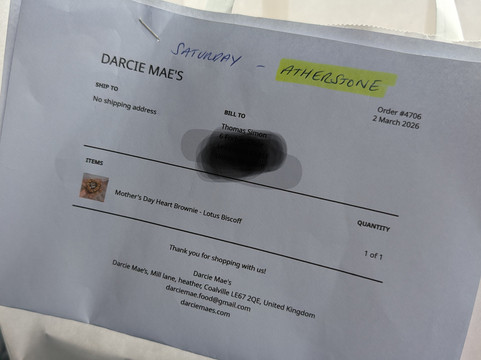 SATURDAY - ATHERSTONE
DARCIE MAE'S
Order #4706
2 March 2026
SHIP TO
No shipping address
BILL TO
Thomas Simon
ITEMS
QUANTITY
Mother's Day Heart Brownie - Lotus Biscoff
1 of 1
Thank you for shopping with us!
Darcie Mae's
Darcie Mae's, Mill lane, heather, Coalville LE67 2QE, United Kingdom
darciemae.food@gmail.com
darciemaes.com